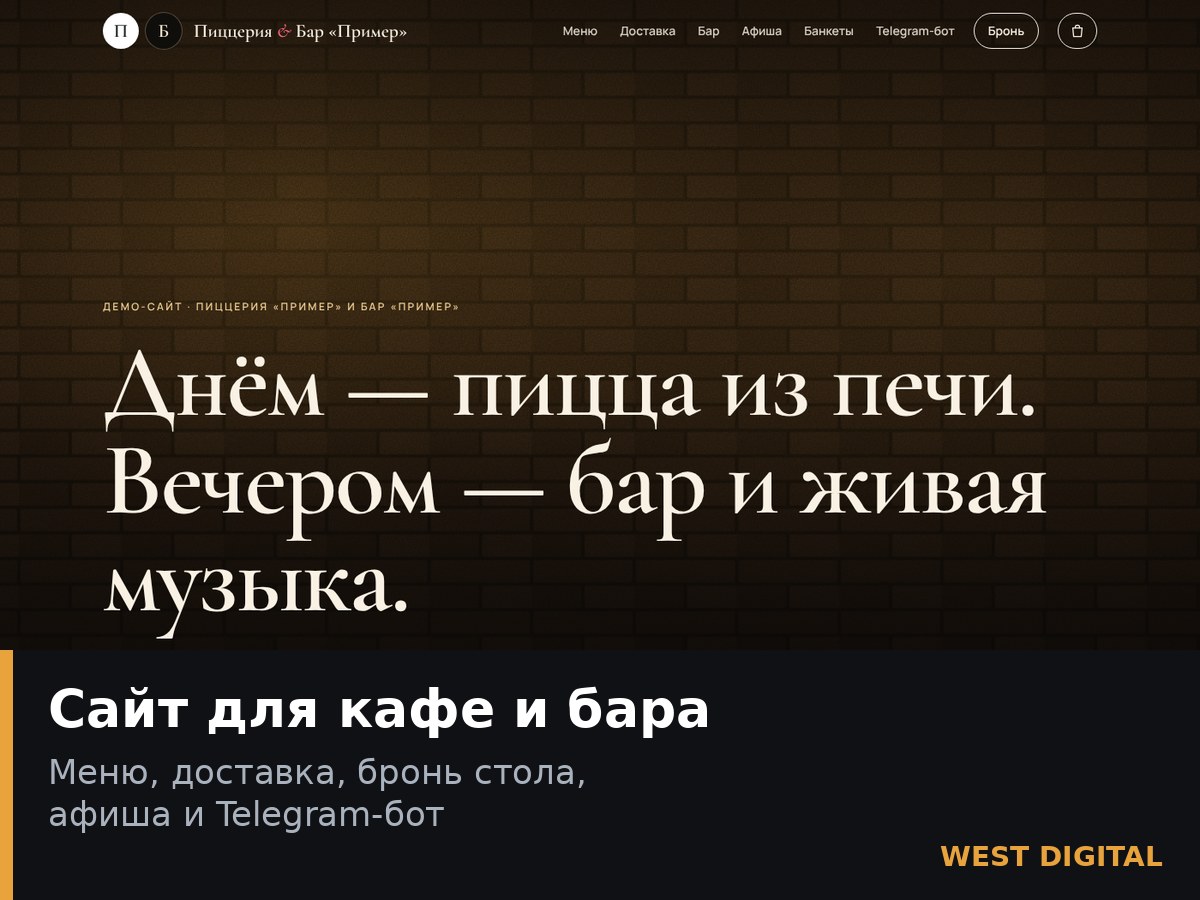 П Б Пиццерия & Бар «Пример» Меню Доставка Бар Афиша Банкеты Telegram-бот Бронь
ДЕМО-САЙТ · ПИЦЦЕРИЯ «ПРИМЕР» И БАР «ПРИМЕР»
Днём — пицца из печи.
Вечером — бар и живая
музыка.
Сайт для кафе и бара
Меню, доставка, бронь стола,
афиша и Telegram-бот
WEST DIGITAL